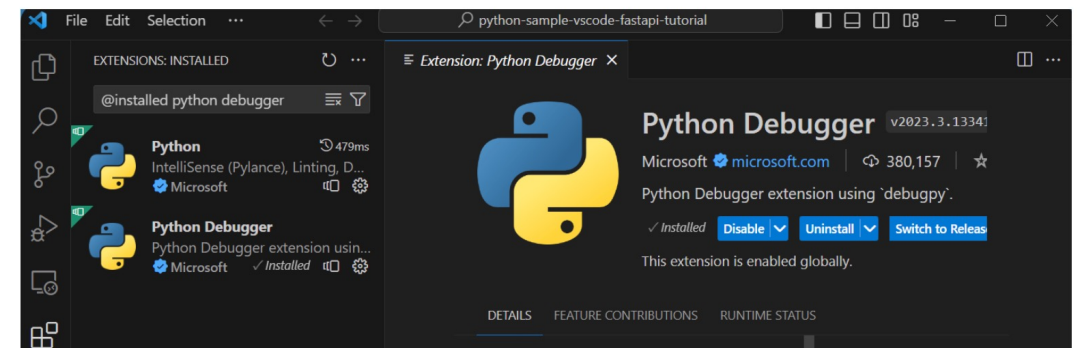 File Edit Selection ··· python-sample-vscode-fastapi-tutorial
EXTENSIONS: INSTALLED
@installed python debugger
Python 479ms
IntelliSense (Pylance), Linting, D...
Microsoft
Python Debugger
Python Debugger extension usin...
Microsoft ✓ Installed
Extension: Python Debugger
Python Debugger v2023.3.13341
Microsoft microsoft.com 380,157
Python Debugger extension using `debugpy`.
✓ Installed Disable Uninstall Switch to Releas
This extension is enabled globally.
DETAILS FEATURE CONTRIBUTIONS RUNTIME STATUS